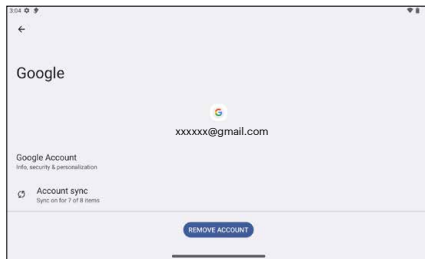 3:04
Google
G
xxxxxx@gmail.com
Google Account
Info, security & personalization
Account sync
Sync on for 7 of 8 items
REMOVE ACCOUNT